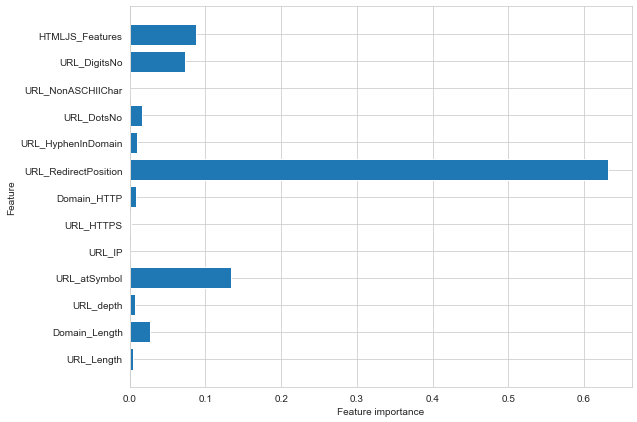 HTMLJS_Features
URL_DigitsNo
URL_NonASCHIIChar
URL_DotsNo
URL_HyphenInDomain
URL_RedirectPosition
Domain_HTTP
URL_HTTPS
URL_IP
URL_atSymbol
URL_depth
Domain_Length
URL_Length
Feature
0.0 0.1 0.2 0.3 0.4 0.5 0.6
Feature importance